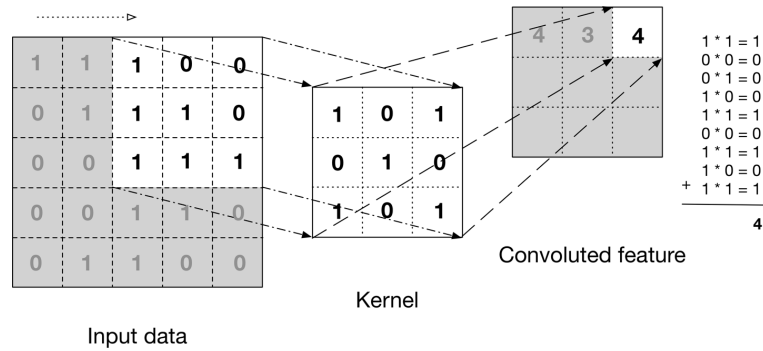 1 1 1 0 0
0 1 1 1 0
0 0 1 1 1
0 0 1 1 0
0 1 1 0 0
Input data
1 0 1
0 1 0
1 0 1
Kernel
4 3 4
Convoluted feature
1 * 1 = 1
0 * 0 = 0
0 * 1 = 0
1 * 0 = 0
1 * 1 = 1
0 * 0 = 0
1 * 1 = 1
1 * 0 = 0
+ 1 * 1 = 1
4